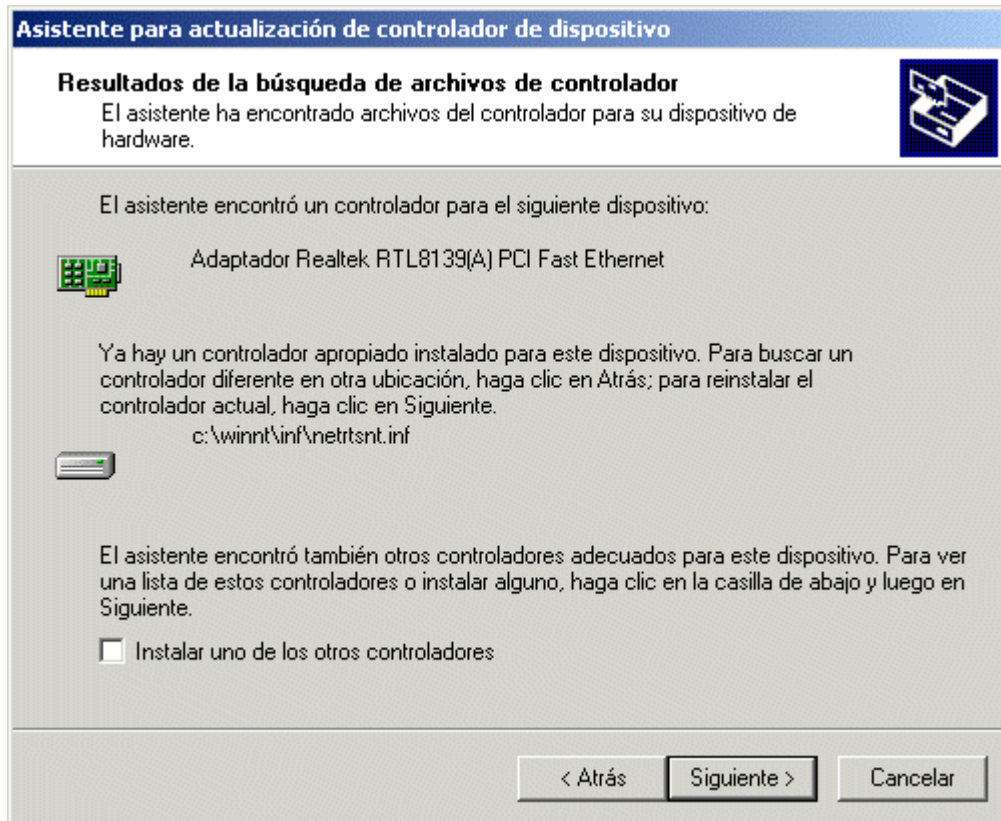 Asistente para actualización de controlador de dispositivo
Resultados de la búsqueda de archivos de controlador
El asistente ha encontrado archivos del controlador para su dispositivo de
hardware.
El asistente encontró un controlador para el siguiente dispositivo:
Adaptador Realtek RTL8139(A) PCI Fast Ethernet
Ya hay un controlador apropiado instalado para este dispositivo. Para buscar un
controlador diferente en otra ubicación, haga clic en Atrás; para reinstalar el
controlador actual, haga clic en Siguiente.
c:\winnt\inf\netrtsnt.inf
El asistente encontró también otros controladores adecuados para este dispositivo. Para ver
una lista de estos controladores o instalar alguno, haga clic en la casilla de abajo y luego en
Siguiente.
Instalar uno de los otros controladores
< Atrás
Siguiente >
Cancelar